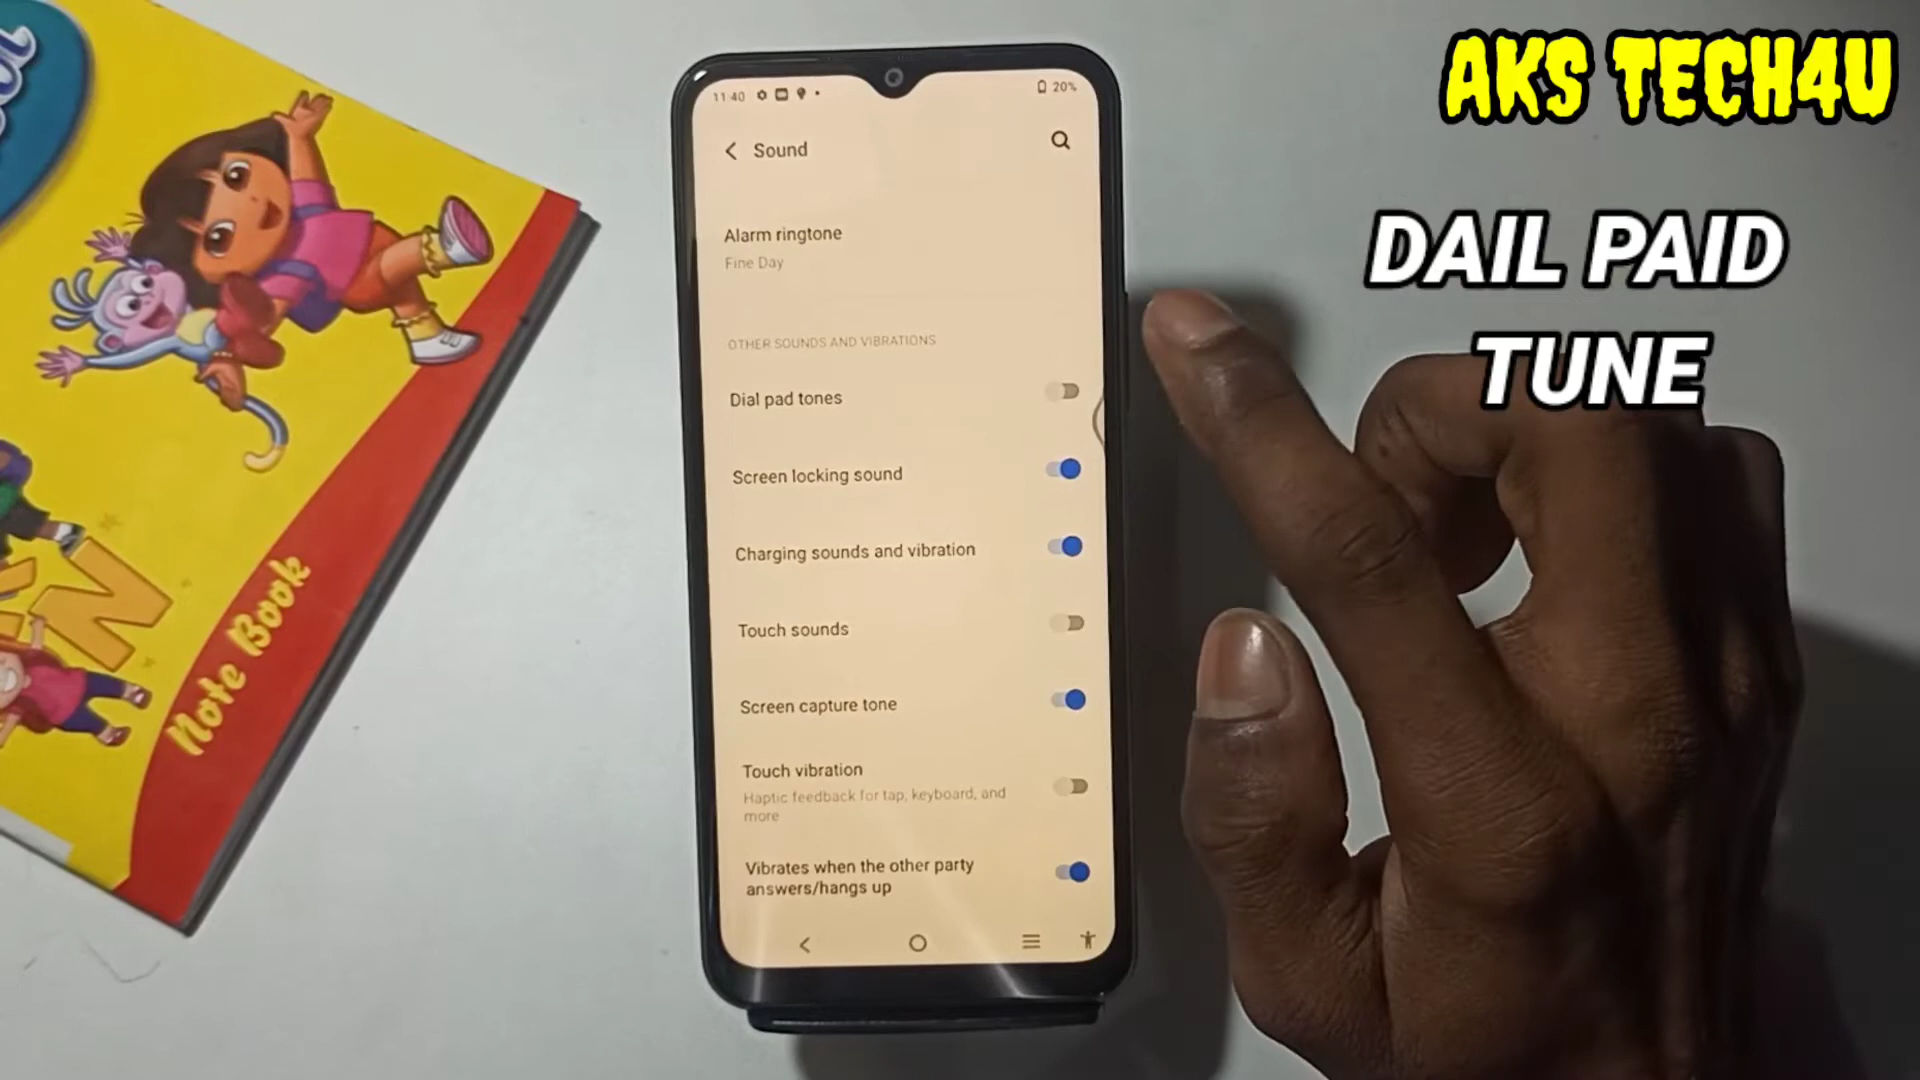 AKS TECH4U
DAIL PAID
TUNE
11:40
20%
Sound
Alarm ringtone
Fine Day
OTHER SOUNDS AND VIBRATIONS
Dial pad tones
Screen locking sound
Charging sounds and vibration
Touch sounds
Screen capture tone
Touch vibration
Haptic feedback for tap, keyboard, and
more
Vibrates when the other party
answers/hangs up
Note Book